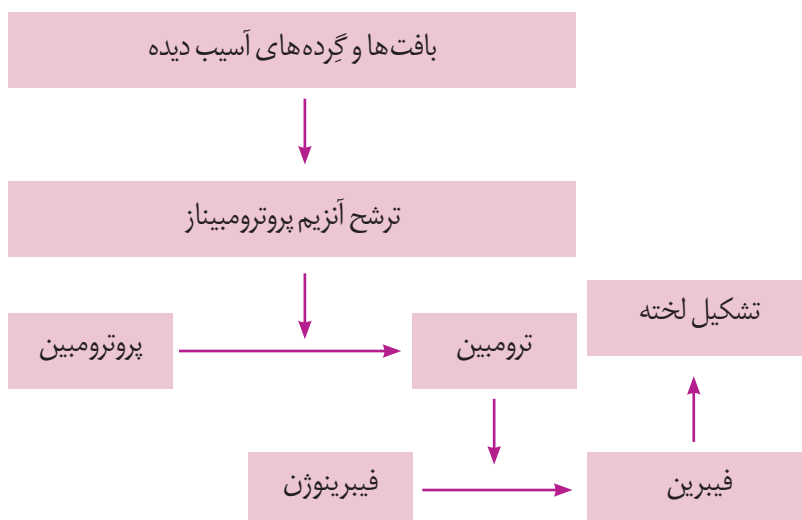 بافت‌ها و گِرده‌های آسیب دیده
ترشح آنزیم پروترومبیناز
تشکیل لخته
ترومبین
پروترومبین
فیبرین
فیبرینوژن